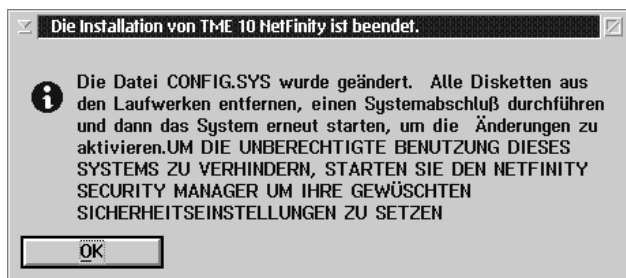 Die Installation von TME 10 NetFinity ist beendet.
Die Datei CONFIG.SYS wurde geändert.  Alle Disketten aus
den Laufwerken entfernen, einen Systemabschluß durchführen
und dann das System erneut starten, um die  Änderungen zu
aktivieren.UM DIE UNBERECHTIGTE BENUTZUNG DIESES
SYSTEMS ZU VERHINDERN, STARTEN SIE DEN NETFINITY
SECURITY MANAGER UM IHRE GEWÜSCHTEN
SICHERHEITSEINSTELLUNGEN ZU SETZEN
OK